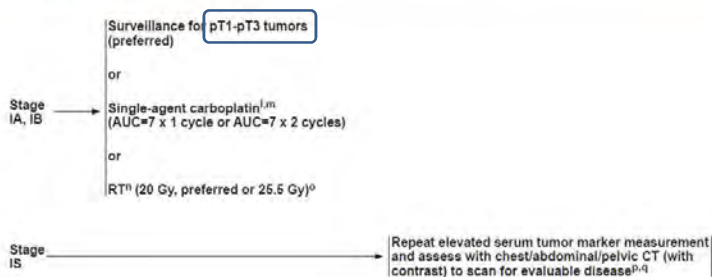 Surveillance for pT1-pT3 tumors
(preferred)
or
Stage
IA, IB
Single-agent carboplatinl,m
(AUC=7 x 1 cycle or AUC=7 x 2 cycles)
or
RTn (20 Gy, preferred or 25.5 Gy)o
Stage
IS
Repeat elevated serum tumor marker measurement
and assess with chest/abdominal/pelvic CT (with
contrast) to scan for evaluable diseasep,q